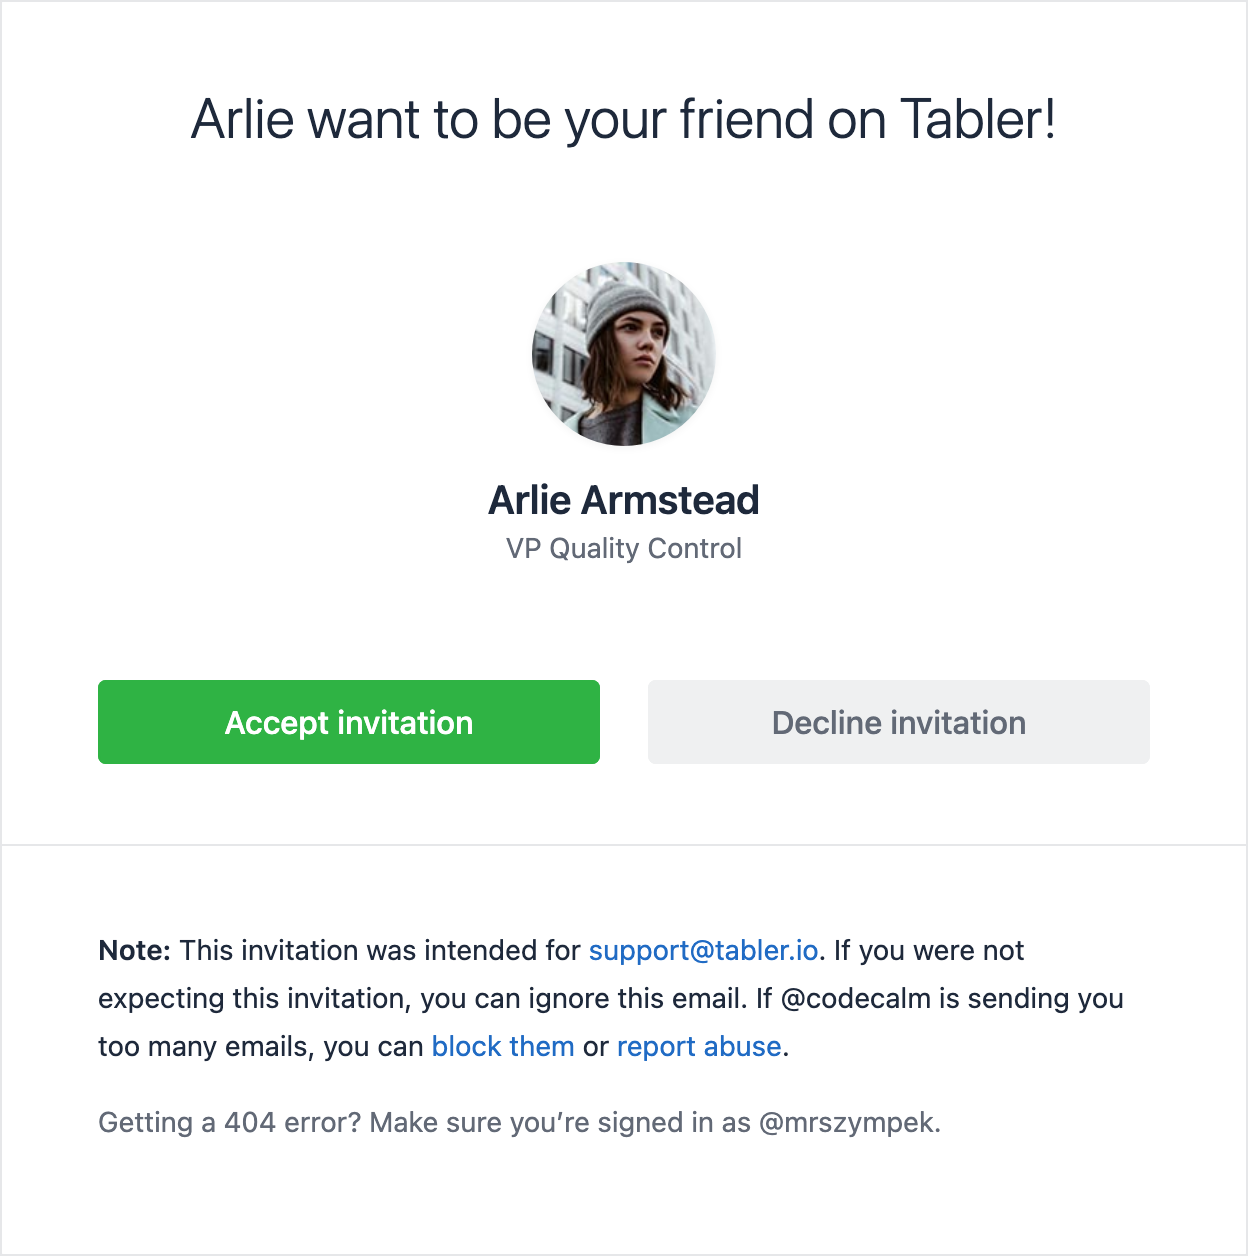 Arlie want to be your friend on Tabler!
Arlie Armstead
VP Quality Control
Accept invitation
Decline invitation
Note: This invitation was intended for support@tabler.io. If you were not
expecting this invitation, you can ignore this email. If @codecalm is sending you
too many emails, you can block them or report abuse.
Getting a 404 error? Make sure you’re signed in as @mrszympek.